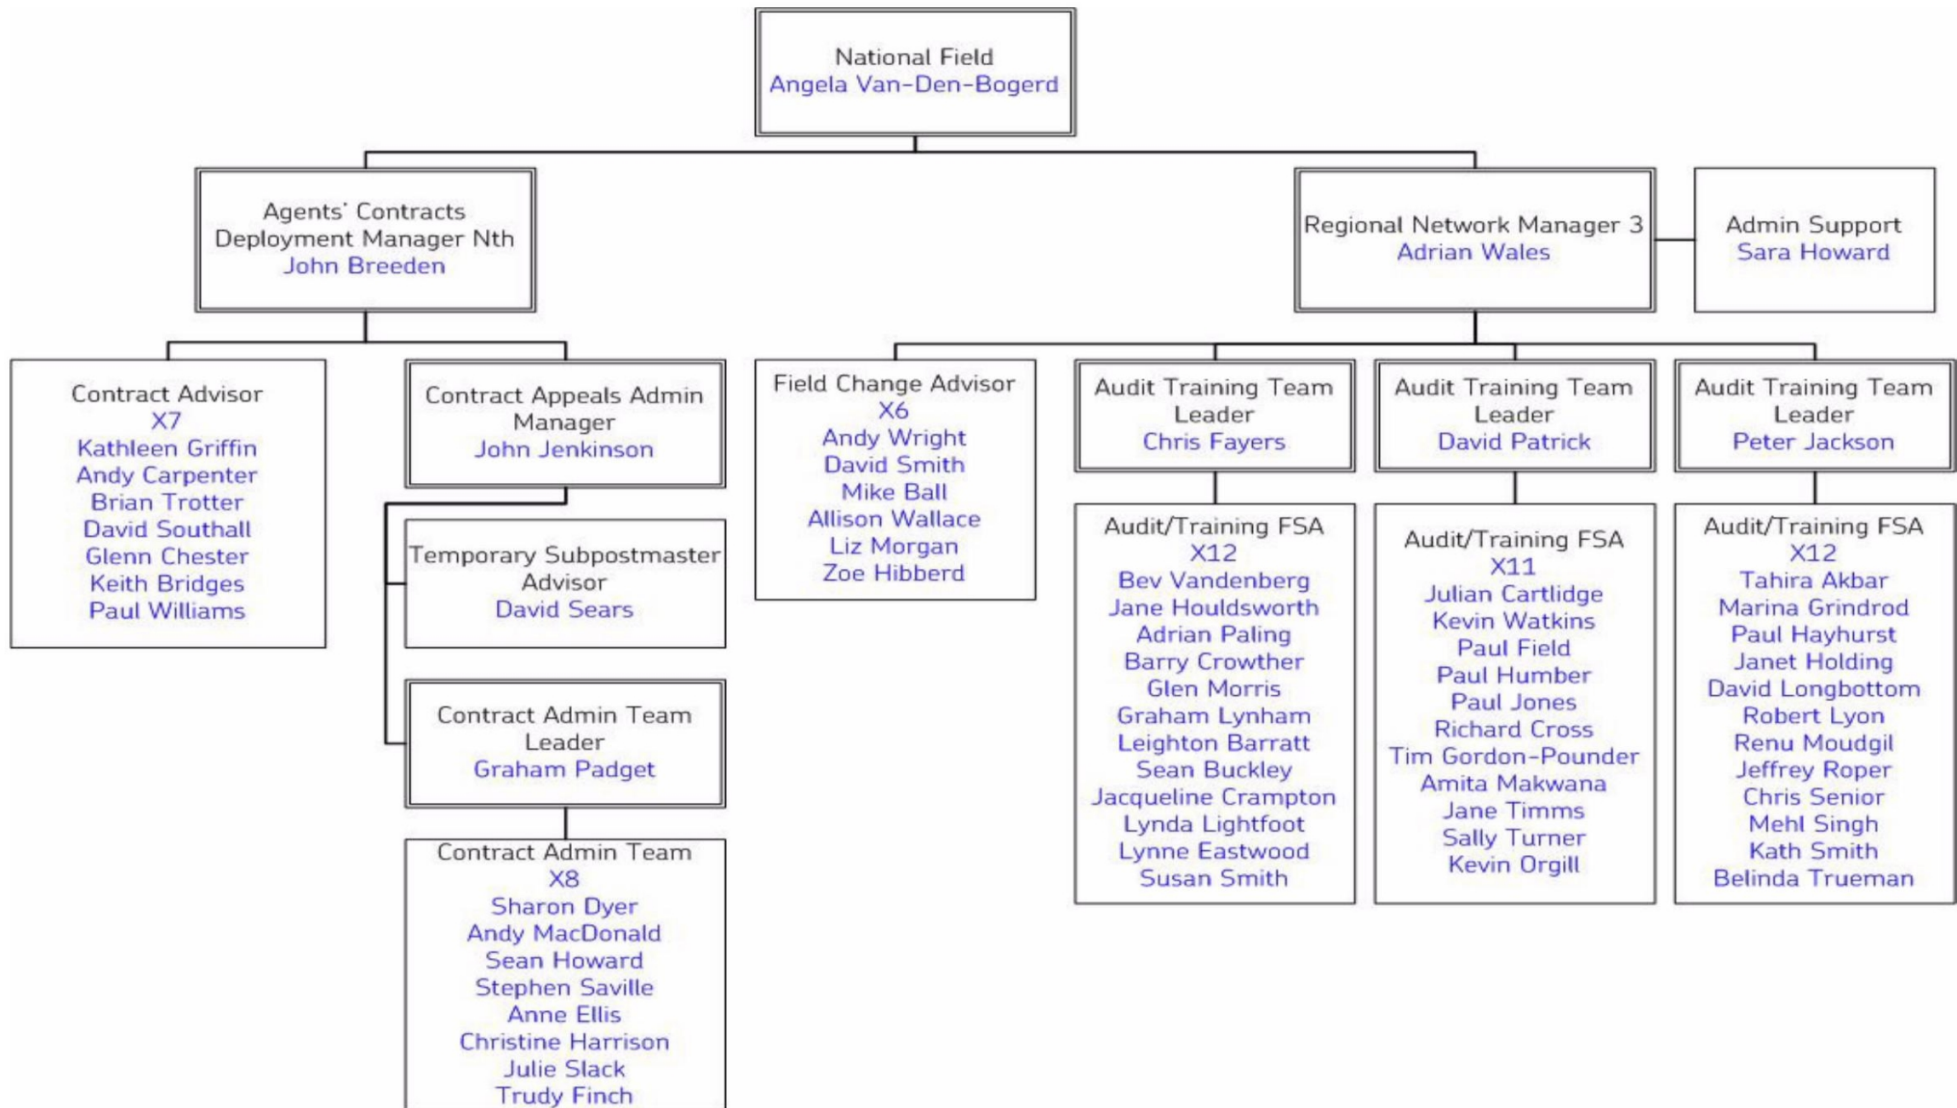 National Field
Angela Van-Den-Bogerd
Agents' Contracts
Deployment Manager Nth
John Breeden
Regional Network Manager 3
Adrian Wales
Admin Support
Sara Howard
Contract Advisor
X7
Kathleen Griffin
Andy Carpenter
Brian Trotter
David Southall
Glenn Chester
Keith Bridges
Paul Williams
Contract Appeals Admin
Manager
John Jenkinson
Temporary Subpostmaster
Advisor
David Sears
Contract Admin Team
Leader
Graham Padget
Contract Admin Team
X8
Sharon Dyer
Andy MacDonald
Sean Howard
Stephen Saville
Anne Ellis
Christine Harrison
Julie Slack
Trudy Finch
Field Change Advisor
X6
Andy Wright
David Smith
Mike Ball
Allison Wallace
Liz Morgan
Zoe Hibberd
Audit Training Team
Leader
Chris Fayers
Audit/Training FSA
X12
Bev Vandenberg
Jane Houldsworth
Adrian Paling
Barry Crowther
Glen Morris
Graham Lynham
Leighton Barratt
Sean Buckley
Jacqueline Crampton
Lynda Lightfoot
Lynne Eastwood
Susan Smith
Audit Training Team
Leader
David Patrick
Audit/Training FSA
X11
Julian Cartlidge
Kevin Watkins
Paul Field
Paul Humber
Paul Jones
Richard Cross
Tim Gordon-Pounder
Amita Makwana
Jane Timms
Sally Turner
Kevin Orgill
Audit Training Team
Leader
Peter Jackson
Audit/Training FSA
X12
Tahira Akbar
Marina Grindrod
Paul Hayhurst
Janet Holding
David Longbottom
Robert Lyon
Renu Moudgil
Jeffrey Roper
Chris Senior
Mehl Singh
Kath Smith
Belinda Trueman